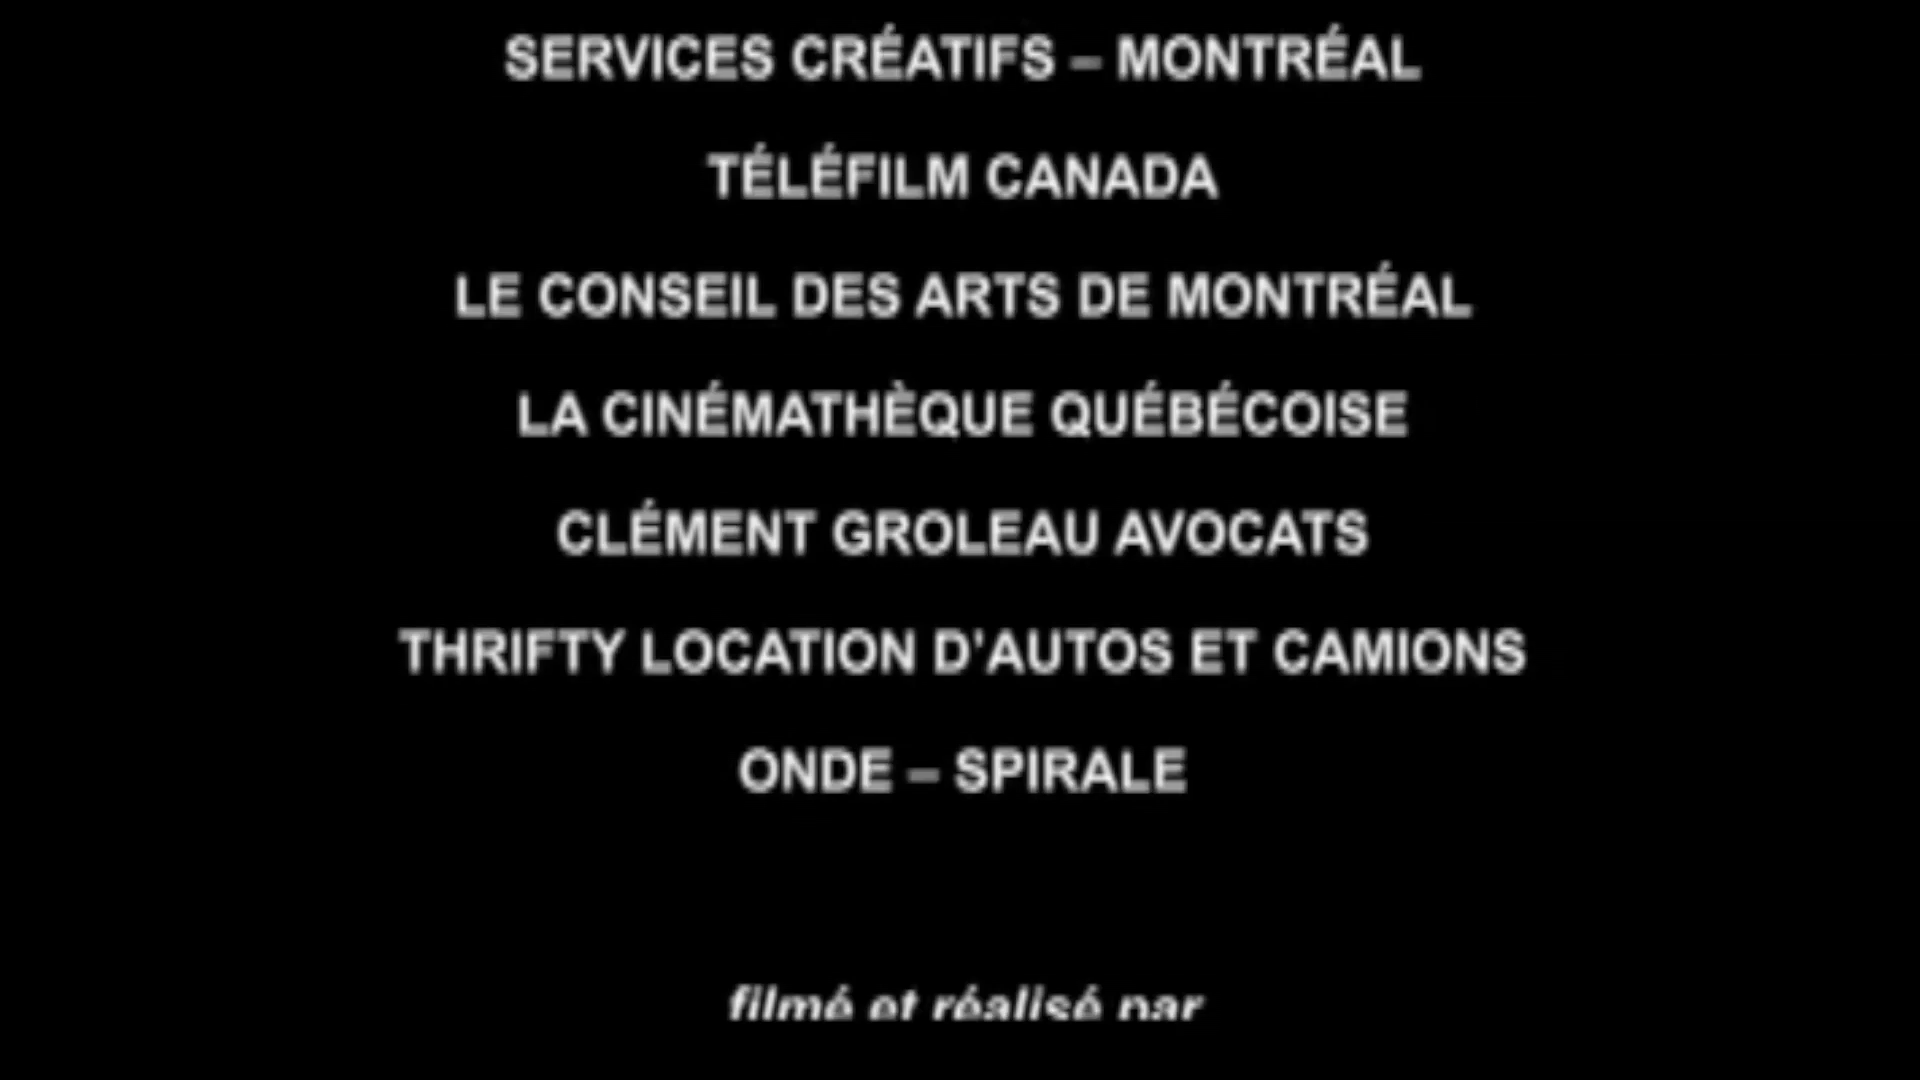 SERVICES CRÉATIFS – MONTRÉAL
TÉLÉFILM CANADA
LE CONSEIL DES ARTS DE MONTRÉAL
LA CINÉMATHÈQUE QUÉBÉCOISE
CLÉMENT GROLEAU AVOCATS
THRIFTY LOCATION D'AUTOS ET CAMIONS
ONDE – SPIRALE
filmé et réalisé par